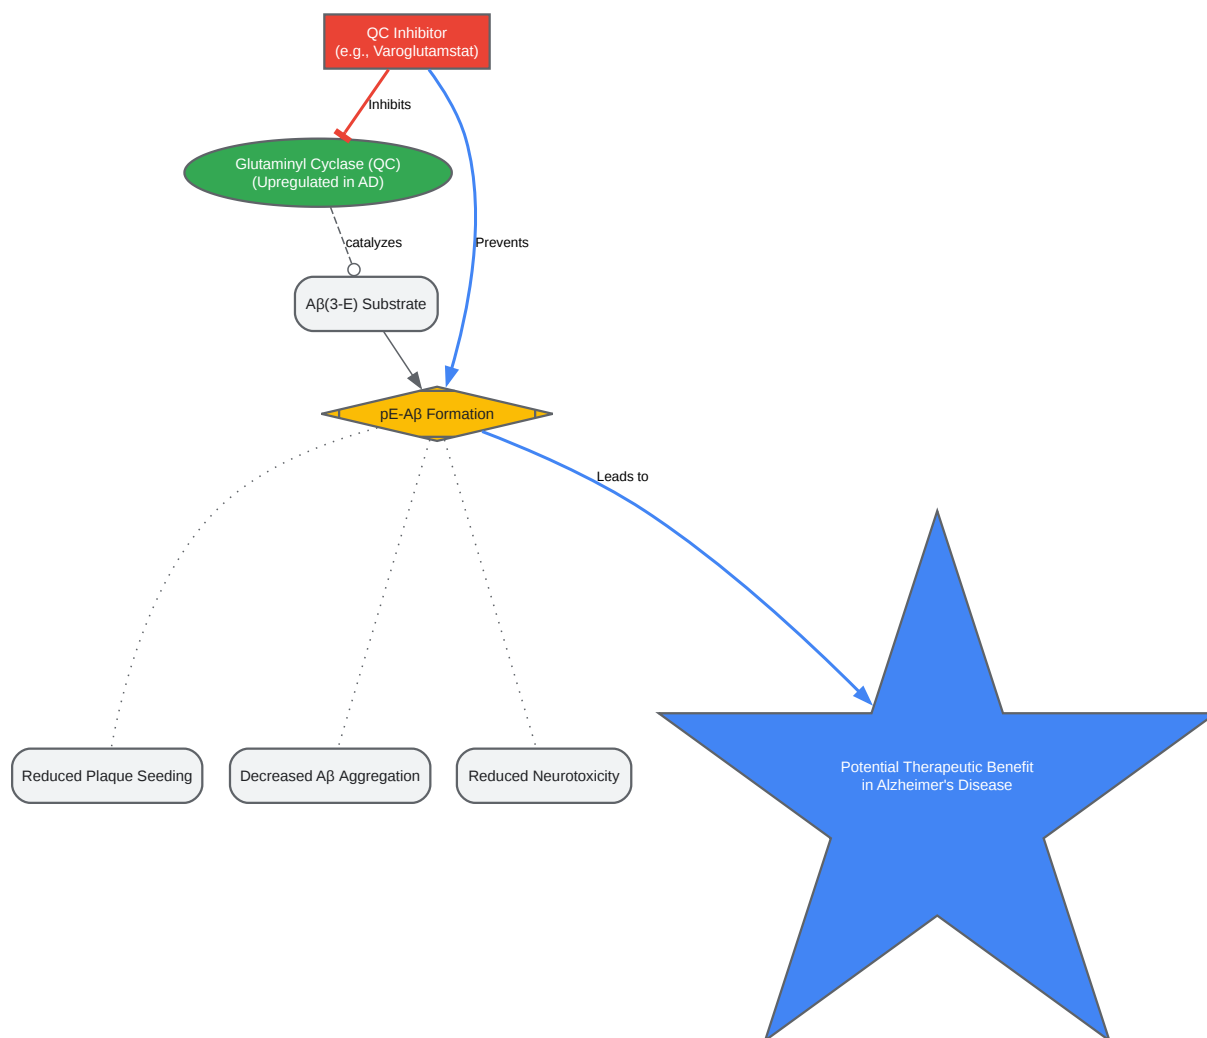 QC Inhibitor
(e.g., Varoglutamstat)
Inhibits
Glutaminyl Cyclase (QC)
(Upregulated in AD)
catalyzes
Prevents
Aβ(3-E) Substrate
pE-Aβ Formation
Leads to
Reduced Plaque Seeding
Decreased Aβ Aggregation
Reduced Neurotoxicity
Potential Therapeutic Benefit
in Alzheimer's Disease